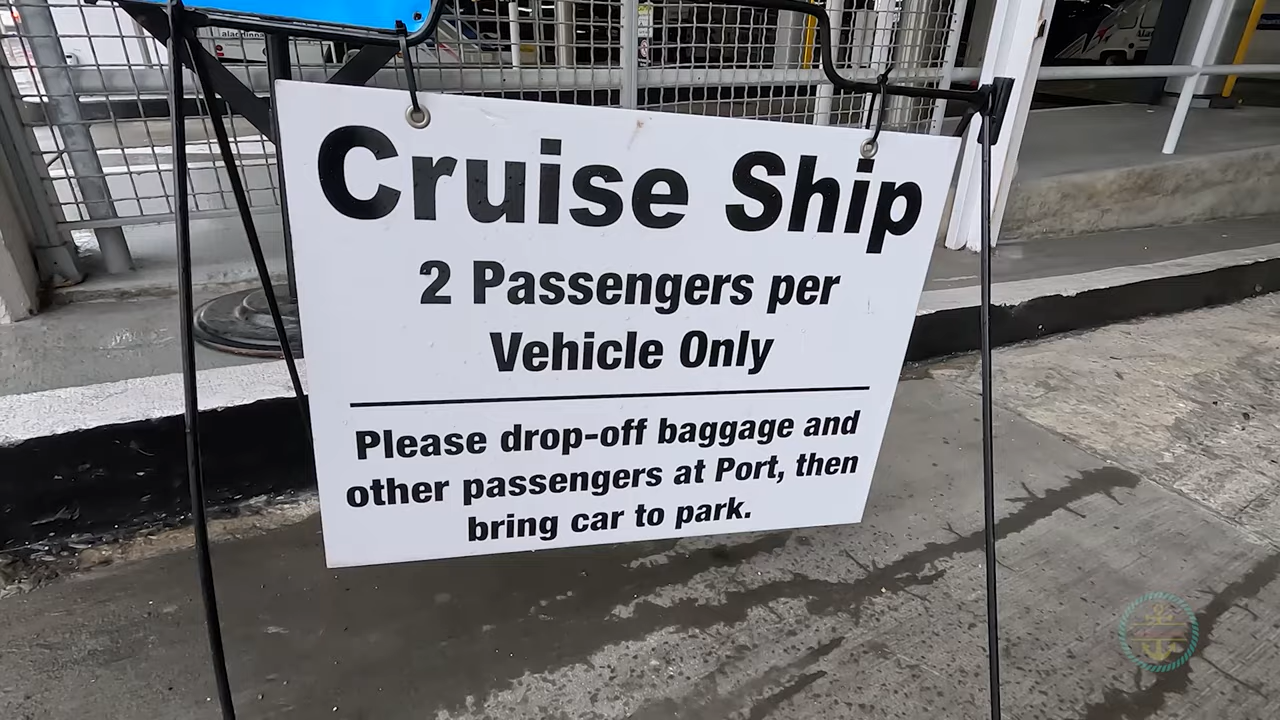 Cruise Ship
2 Passengers per
Vehicle Only
Please drop-off baggage and
other passengers at Port, then
bring car to park.